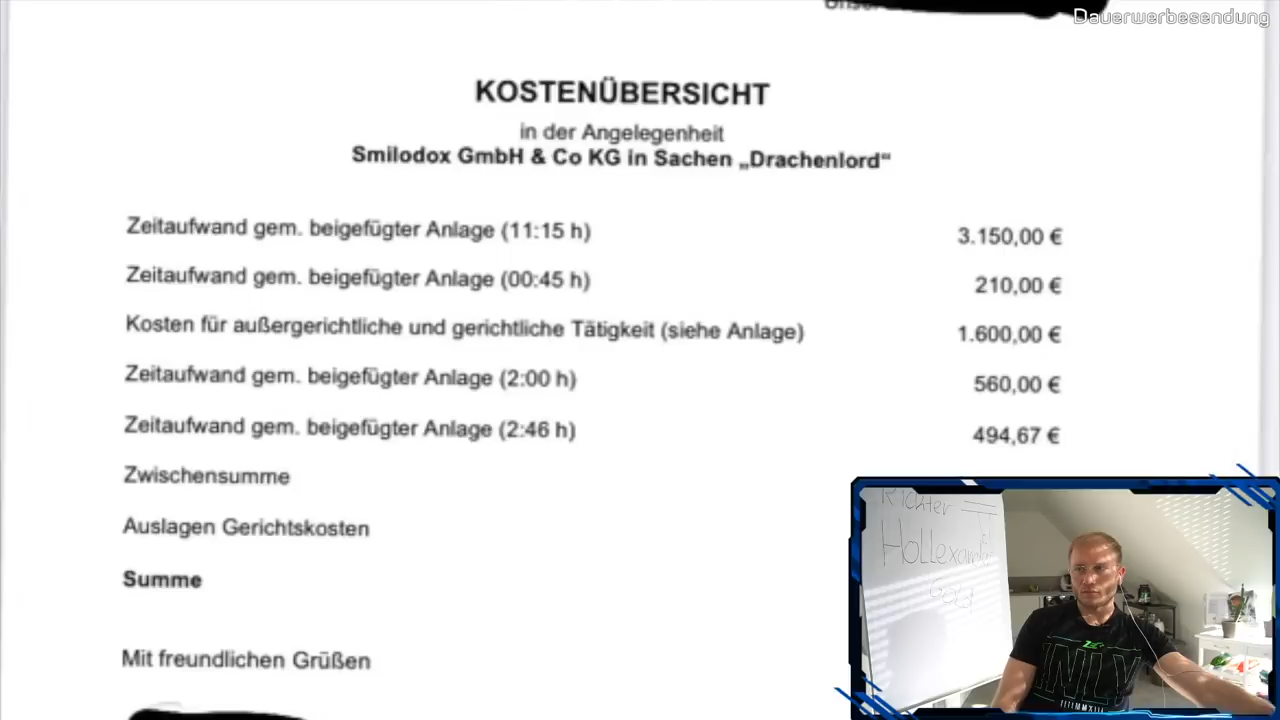 Dauerwerbesendung
KOSTENÜBERSICHT
in der Angelegenheit
Smilodox GmbH & Co KG in Sachen „Drachenlord“
Zeitaufwand gem. beigefügter Anlage (11:15 h) 3.150,00 €
Zeitaufwand gem. beigefügter Anlage (00:45 h) 210,00 €
Kosten für außergerichtliche und gerichtliche Tätigkeit (siehe Anlage) 1.600,00 €
Zeitaufwand gem. beigefügter Anlage (2:00 h) 560,00 €
Zeitaufwand gem. beigefügter Anlage (2:46 h) 494,67 €
Zwischensumme
Auslagen Gerichtskosten
Summe
Mit freundlichen Grüßen
Richter
Gold